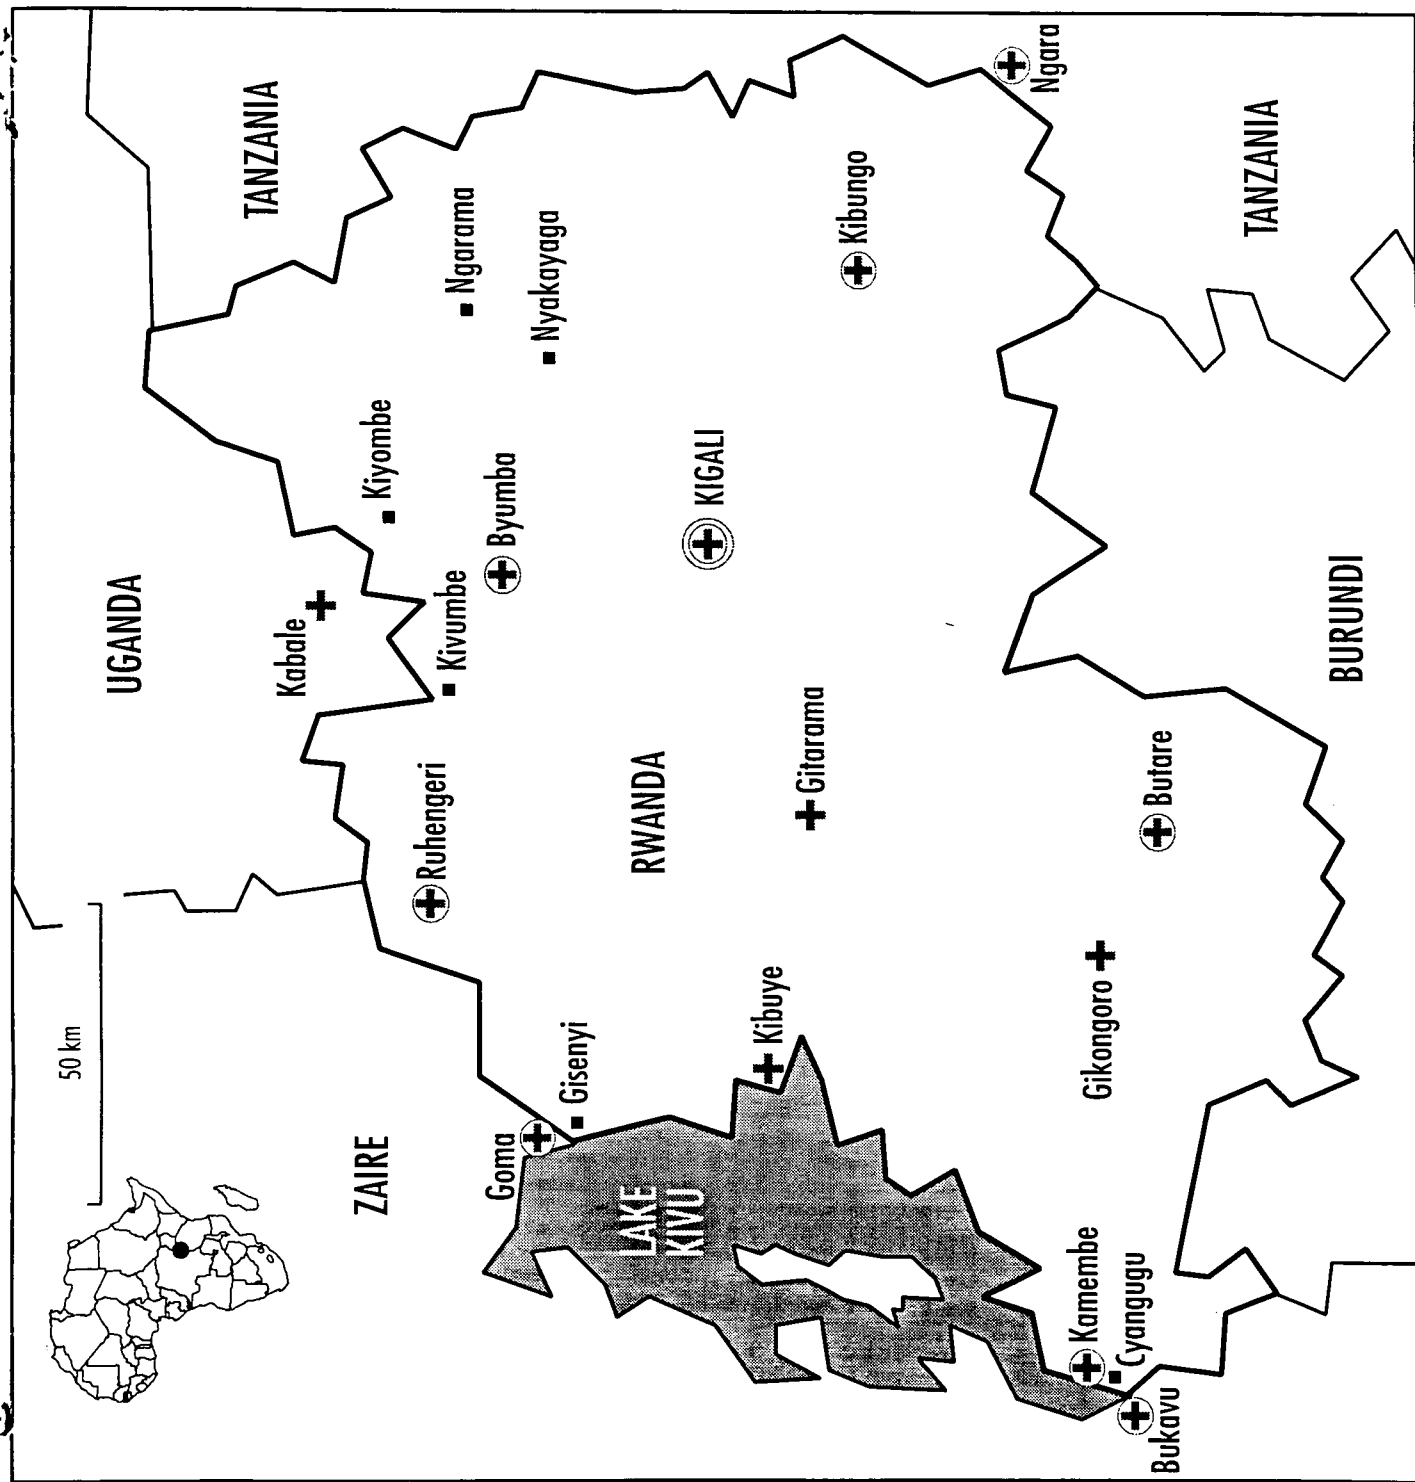 50 km
UGANDA
TANZANIA
ZAIRE
Kabale
Kiyombe
Ruhengeri
Kivumbe
Ngarama
Byumba
Nyakayaga
Goma
Gisenyi
LAKE
KIVU
RWANDA
KIGALI
Kibuye
Gitarama
Kibungo
Ngara
Kamembe
Gikongoro
Cyangugu
Butare
Bukavu
BURUNDI
TANZANIA